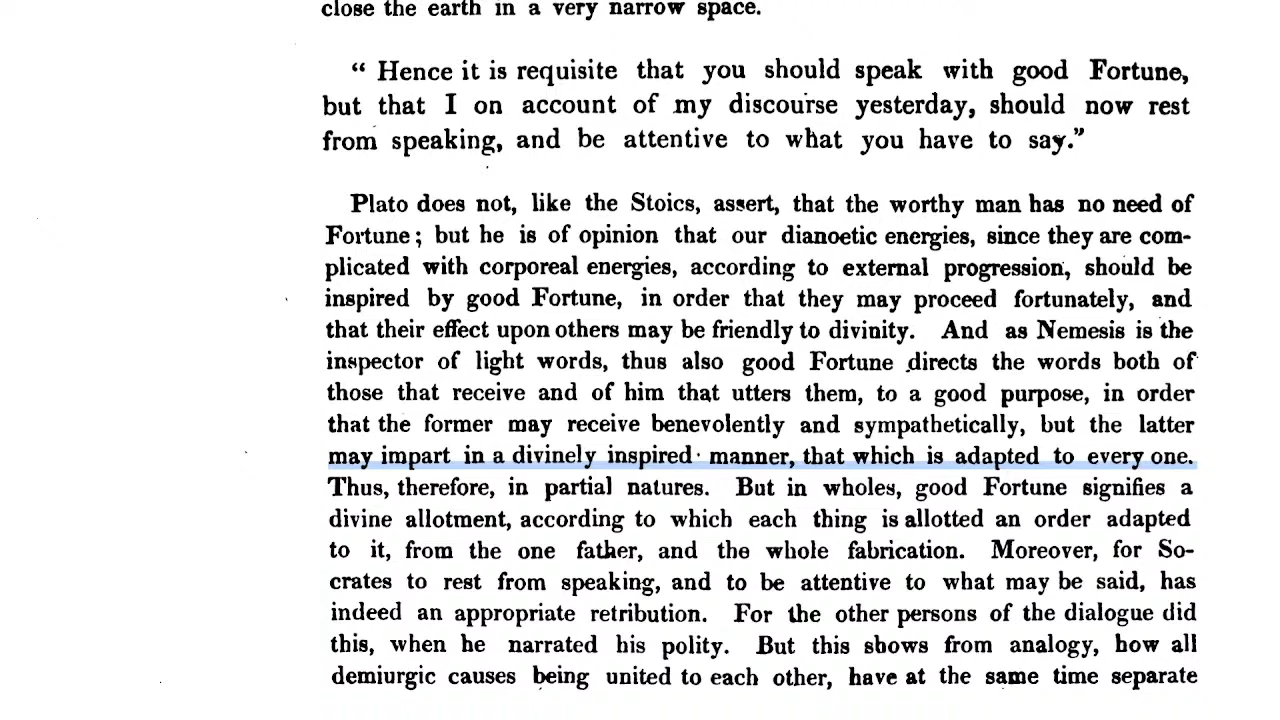 close the earth in a very narrow space.
“ Hence it is requisite that you should speak with good Fortune,
but that I on account of my discourse yesterday, should now rest
from speaking, and be attentive to what you have to say.”
Plato does not, like the Stoics, assert, that the worthy man has no need of
Fortune; but he is of opinion that our dianoetic energies, since they are com-
plicated with corporeal energies, according to external progression, should be
inspired by good Fortune, in order that they may proceed fortunately, and
that their effect upon others may be friendly to divinity. And as Nemesis is the
inspector of light words, thus also good Fortune directs the words both of
those that receive and of him that utters them, to a good purpose, in order
that the former may receive benevolently and sympathetically, but the latter
may impart in a divinely inspired manner, that which is adapted to every one.
Thus, therefore, in partial natures. But in wholes, good Fortune signifies a
divine allotment, according to which each thing is allotted an order adapted
to it, from the one father, and the whole fabrication. Moreover, for So-
crates to rest from speaking, and to be attentive to what may be said, has
indeed an appropriate retribution. For the other persons of the dialogue did
this, when he narrated his polity. But this shows from analogy, how all
demiurgic causes being united to each other, have at the same time separate